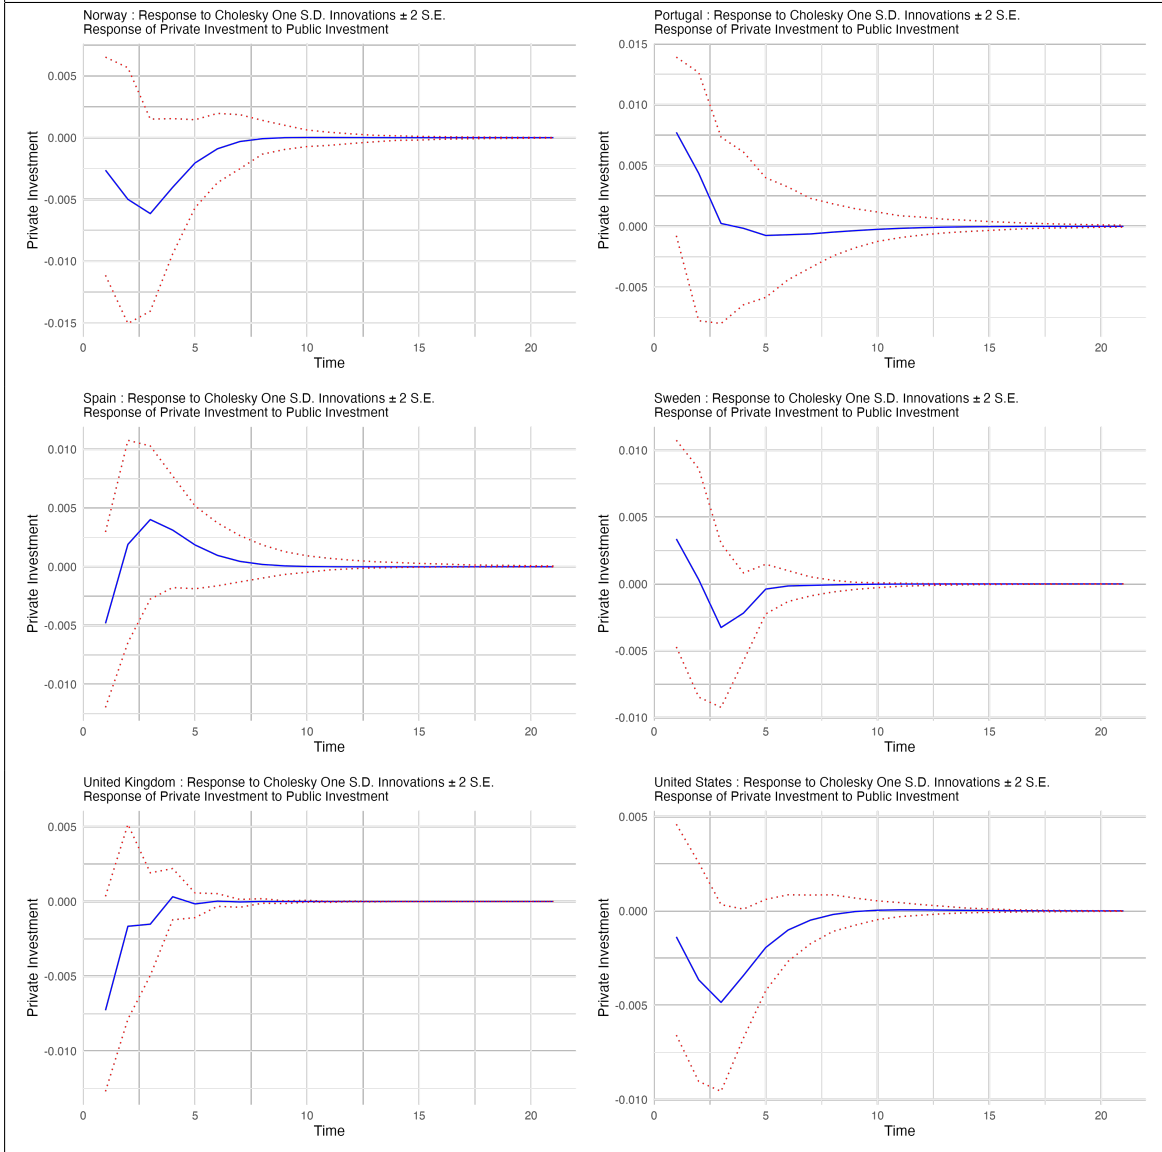 Norway : Response to Cholesky One S.D. Innovations ± 2 S.E.
Response of Private Investment to Public Investment
0.005
0.000
-0.005
-0.010
-0.015
Private Investment
0 5 10 15 20
Time
Portugal : Response to Cholesky One S.D. Innovations ± 2 S.E.
Response of Private Investment to Public Investment
0.015
0.010
0.005
0.000
-0.005
Private Investment
0 5 10 15 20
Time
Spain : Response to Cholesky One S.D. Innovations ± 2 S.E.
Response of Private Investment to Public Investment
0.010
0.005
0.000
-0.005
-0.010
Private Investment
0 5 10 15 20
Time
Sweden : Response to Cholesky One S.D. Innovations ± 2 S.E.
Response of Private Investment to Public Investment
0.010
0.005
0.000
-0.005
-0.010
Private Investment
0 5 10 15 20
Time
United Kingdom : Response to Cholesky One S.D. Innovations ± 2 S.E.
Response of Private Investment to Public Investment
0.005
0.000
-0.005
-0.010
Private Investment
0 5 10 15 20
Time
United States : Response to Cholesky One S.D. Innovations ± 2 S.E.
Response of Private Investment to Public Investment
0.005
0.000
-0.005
-0.010
Private Investment
0 5 10 15 20
Time